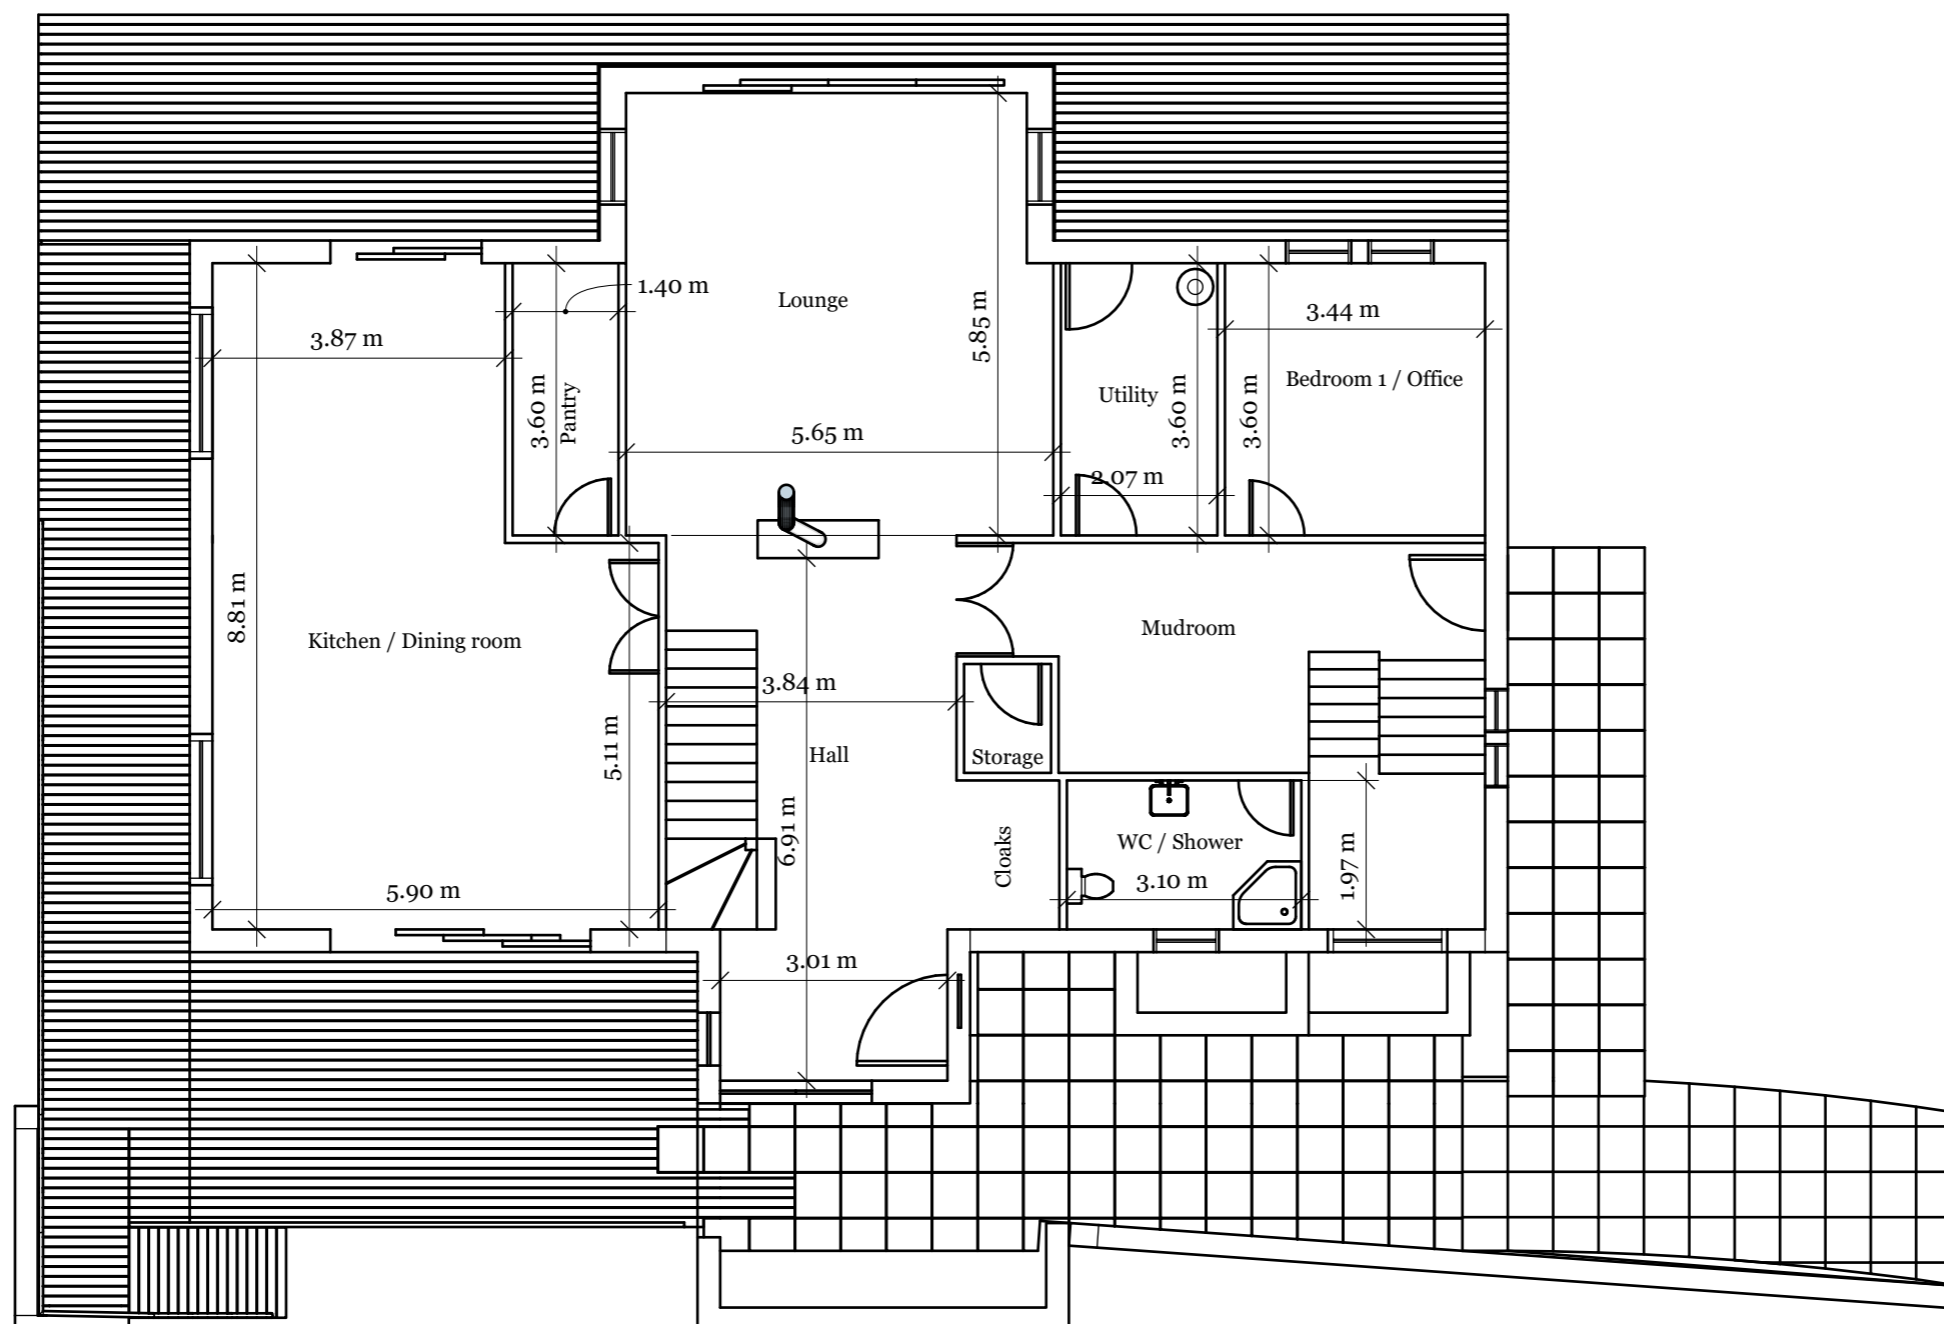 1.40 m
Lounge
3.44 m
3.87 m
5.85 m
Bedroom 1 / Office
Utility
3.60 m
Pantry
3.60 m
3.60 m
5.65 m
2.07 m
8.81 m
Kitchen / Dining room
Mudroom
3.84 m
5.11 m
Hall
Storage
6.91 m
Cloaks
WC / Shower
1.97 m
5.90 m
3.10 m
3.01 m